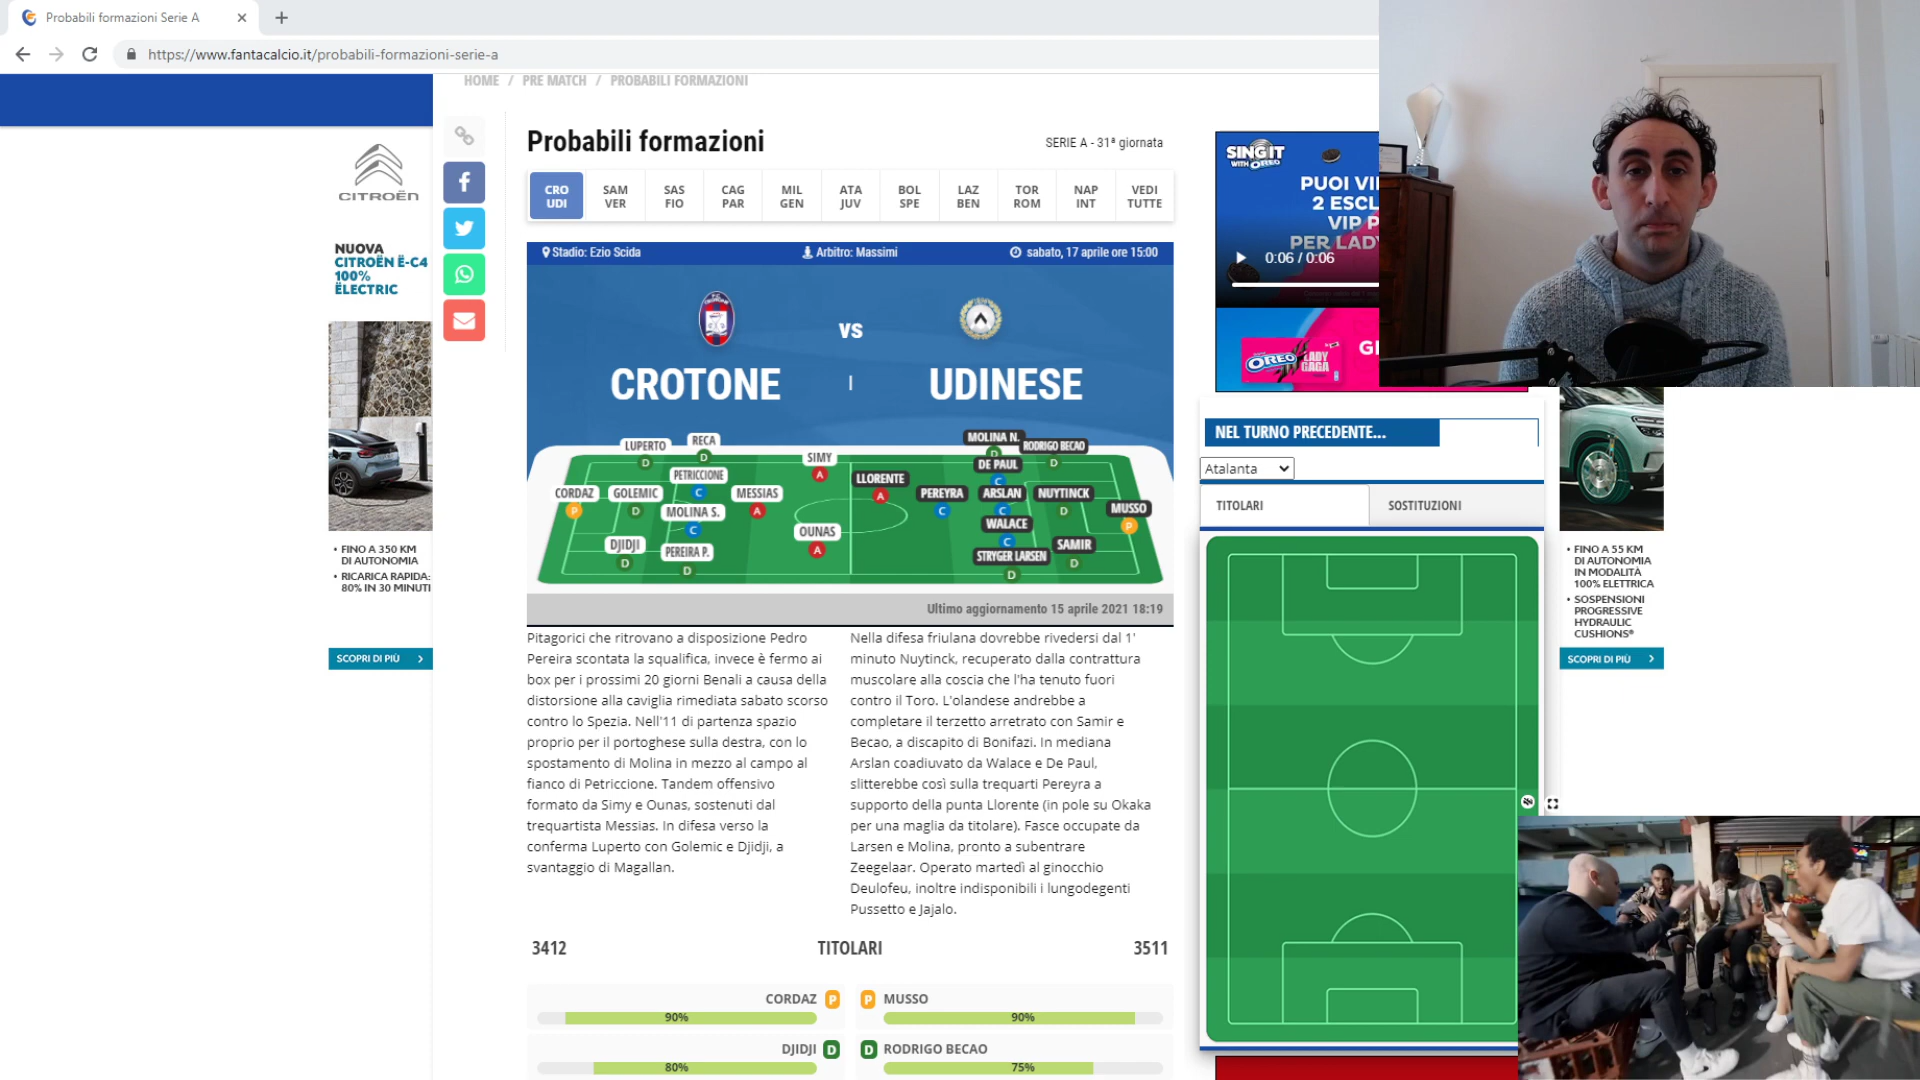 Probabili formazioni Serie A
https://www.fantacalcio.it/probabili-formazioni-serie-a
HOME / PRE MATCH / PROBABILI FORMAZIONI
Probabili formazioni
SERIE A - 31ª giornata
CRO UDI
SAM VER
SAS FIO
CAG PAR
MIL GEN
ATA JUV
BOL SPE
LAZ BEN
TOR ROM
NAP INT
VEDI TUTTE
CITROËN
NUOVA
CITROËN Ë-C4
100%
ËLECTRIC
• FINO A 350 KM
DI AUTONOMIA
• RICARICA RAPIDA:
80% IN 30 MINUTI
SCOPRI DI PIÙ
Stadio: Ezio Scida
Arbitro: Massimi
sabato, 17 aprile ore 15:00
VS
CROTONE
UDINESE
LUPERTO
D
RECA
D
SIMY
A
MOLINA N.
D
RODRIGO BECAO
D
PETRICCIONE
C
DE PAUL
C
LLORENTE
A
CORDAZ
P
GOLEMIC
D
MESSIAS
A
PEREYRA
C
ARSLAN
C
NUYTINCK
D
MOLINA S.
C
MUSSO
P
OUNAS
A
WALACE
C
DJIDJI
D
PEREIRA P.
D
SAMIR
D
STRYGER LARSEN
D
Ultimo aggiornamento 15 aprile 2021 18:19
Pitagorici che ritrovano a disposizione Pedro
Pereira scontata la squalifica, invece è fermo ai
box per i prossimi 20 giorni Benali a causa della
distorsione alla caviglia rimediata sabato scorso
contro lo Spezia. Nell'11 di partenza spazio
proprio per il portoghese sulla destra, con lo
spostamento di Molina in mezzo al campo al
fianco di Petriccione. Tandem offensivo
formato da Simy e Ounas, sostenuti dal
trequartista Messias. In difesa verso la
conferma Luperto con Golemic e Djidji, a
svantaggio di Magallan.
Nella difesa friulana dovrebbe rivedersi dal 1'
minuto Nuytinck, recuperato dalla contrattura
muscolare alla coscia che l'ha tenuto fuori
contro il Toro. L'olandese andrebbe a
completare il terzetto arretrato con Samir e
Becao, a discapito di Bonifazi. In mediana
Arslan coadiuvato da Walace e De Paul,
slitterebbe così sulla trequarti Pereyra a
supporto della punta Llorente (in pole su Okaka
per una maglia da titolare). Fasce occupate da
Larsen e Molina, pronto a subentrare
Zeegelaar. Operato martedì al ginocchio
Deulofeu, inoltre indisponibili i lungodegenti
Pussetto e Jajalo.
3412
TITOLARI
3511
CORDAZ P
90%
P MUSSO
90%
DJIDJI D
80%
D RODRIGO BECAO
75%
SING IT
WITH OREO
PUOI VI
2 ESCL
VIP P
PER LAD
0:06 / 0:06
OREO
LADY
GAGA
NEL TURNO PRECEDENTE...
Atalanta
TITOLARI
SOSTITUZIONI
• FINO A 55 KM
DI AUTONOMIA
IN MODALITÀ
100% ELETTRICA
• SOSPENSIONI
PROGRESSIVE
HYDRAULIC
CUSHIONS®
SCOPRI DI PIÙ